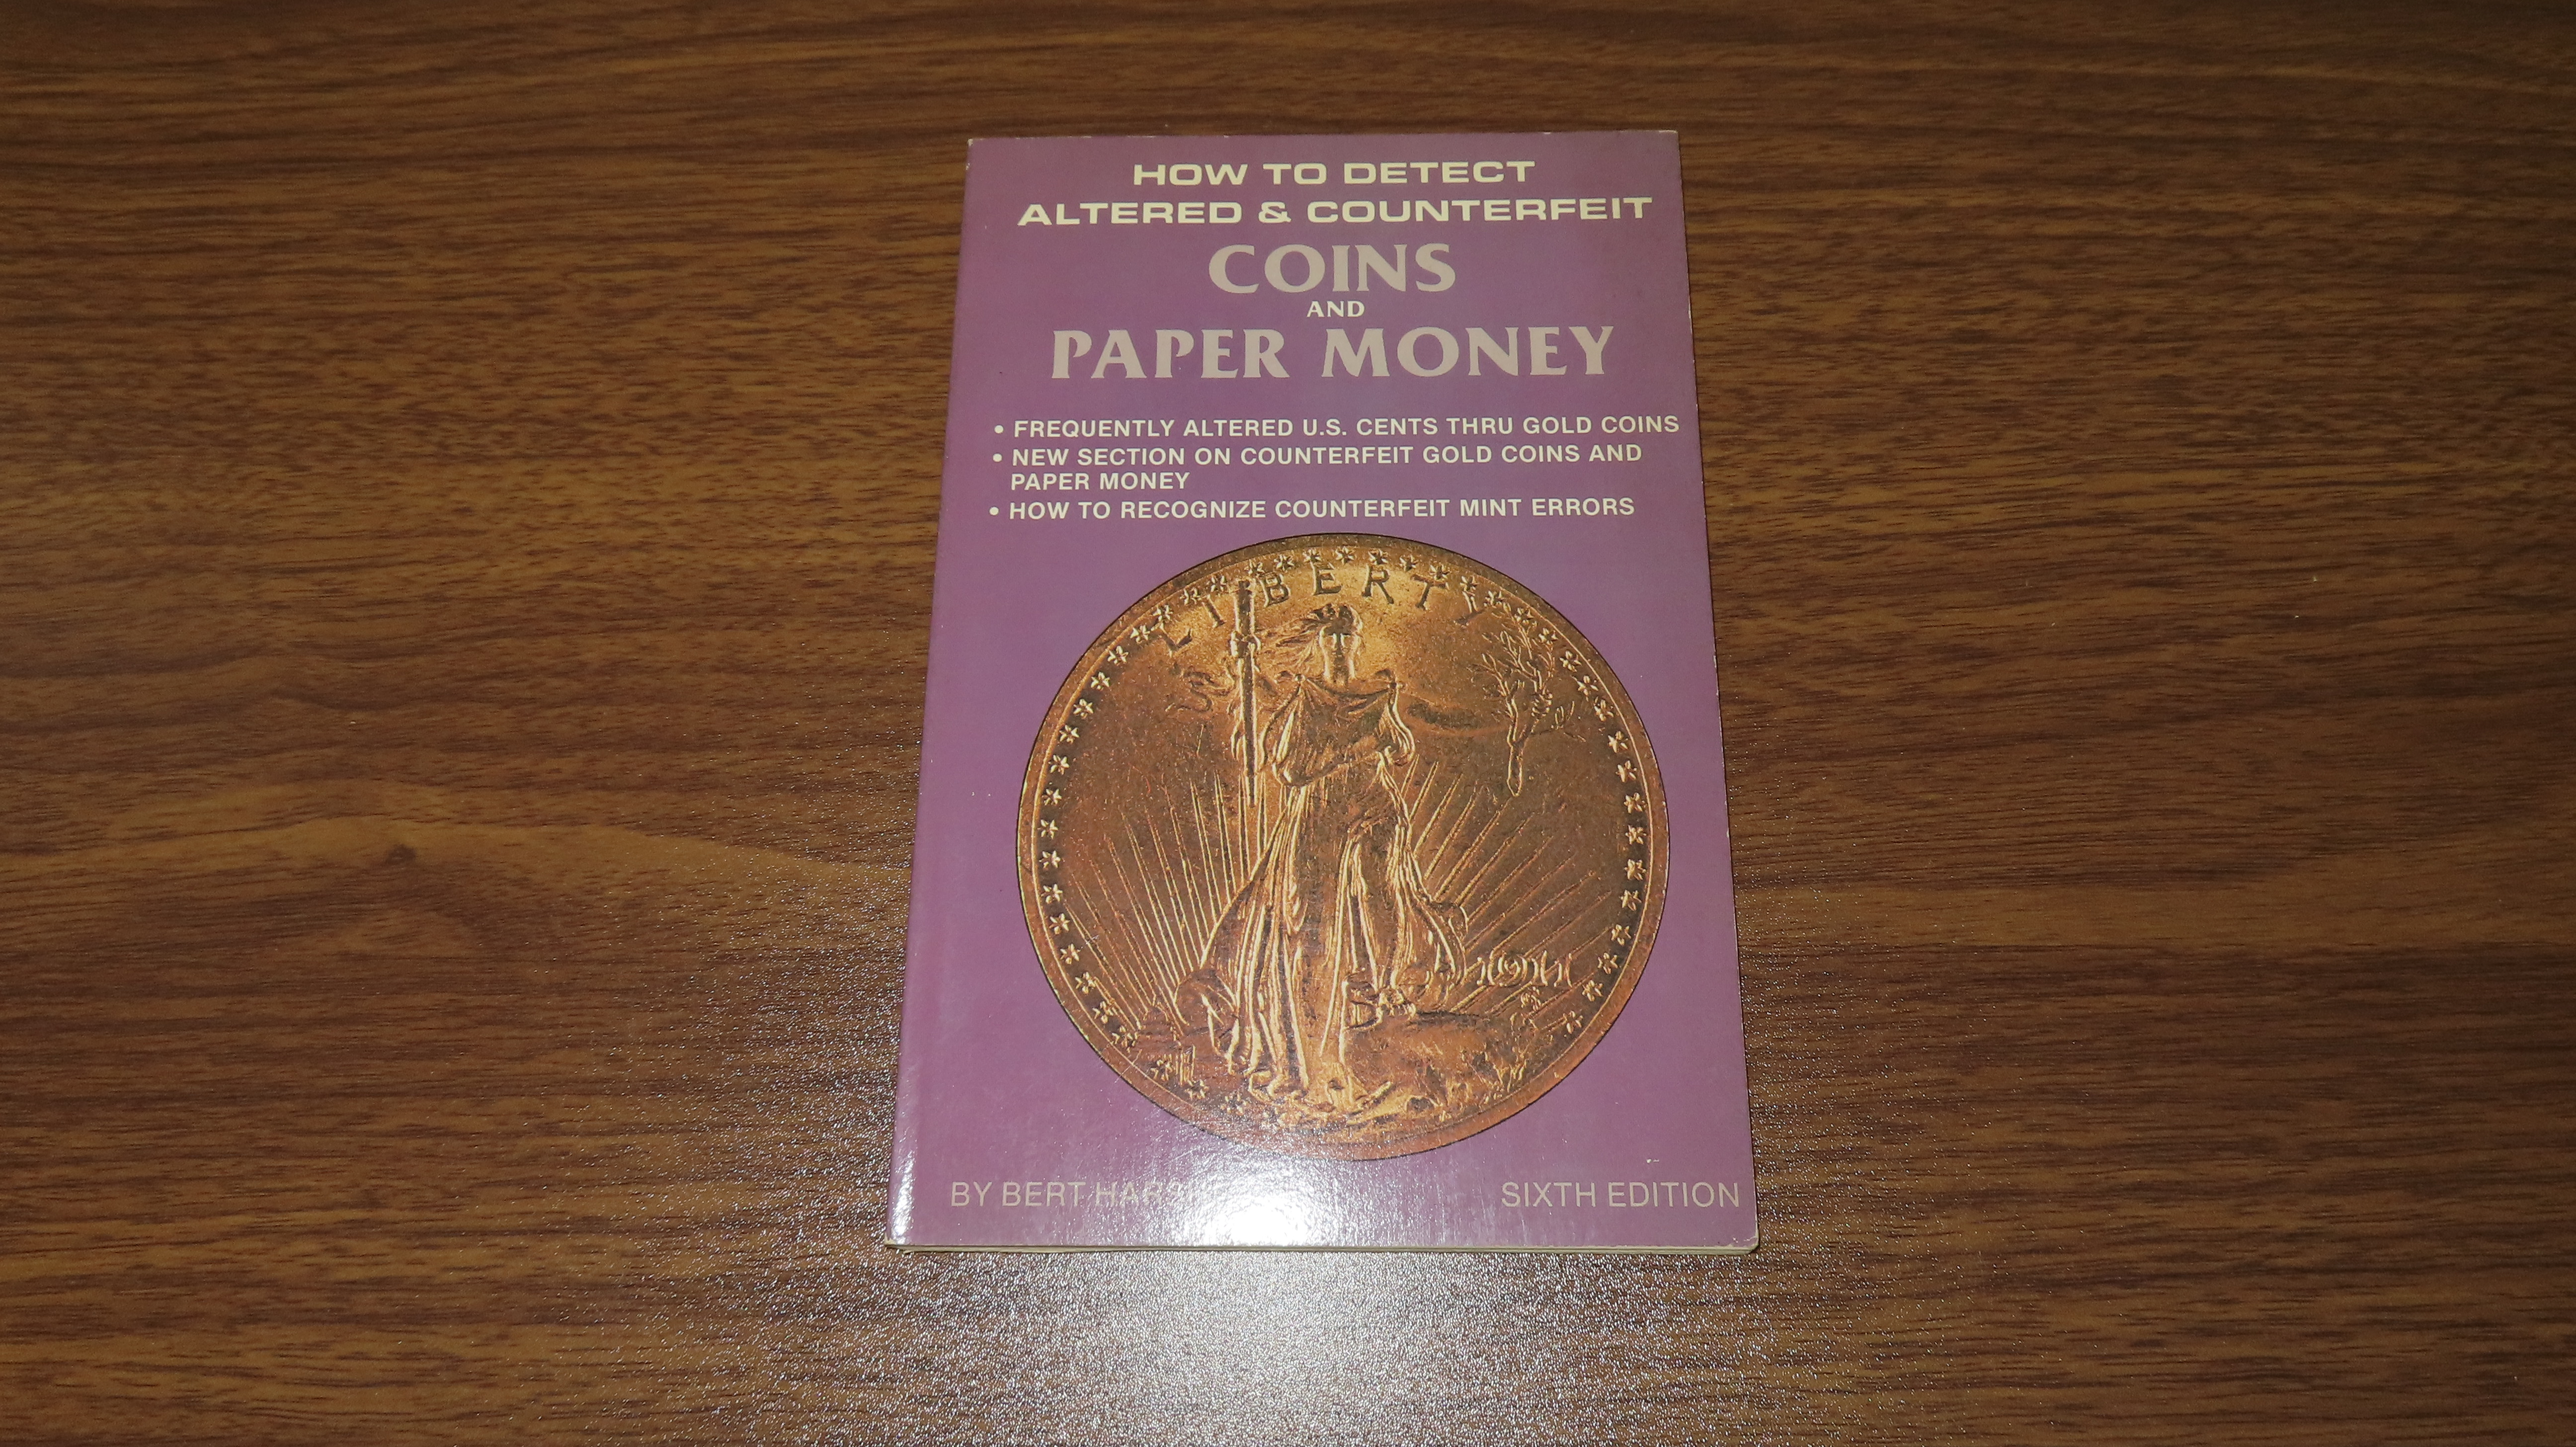 HOW TO DETECT
ALTERED & COUNTERFEIT
COINS
AND
PAPER MONEY
• FREQUENTLY ALTERED U.S. CENTS THRU GOLD COINS
• NEW SECTION ON COUNTERFEIT GOLD COINS AND
PAPER MONEY
• HOW TO RECOGNIZE COUNTERFEIT MINT ERRORS
LIBERTY
1911
BY BERT
SIXTH EDITION